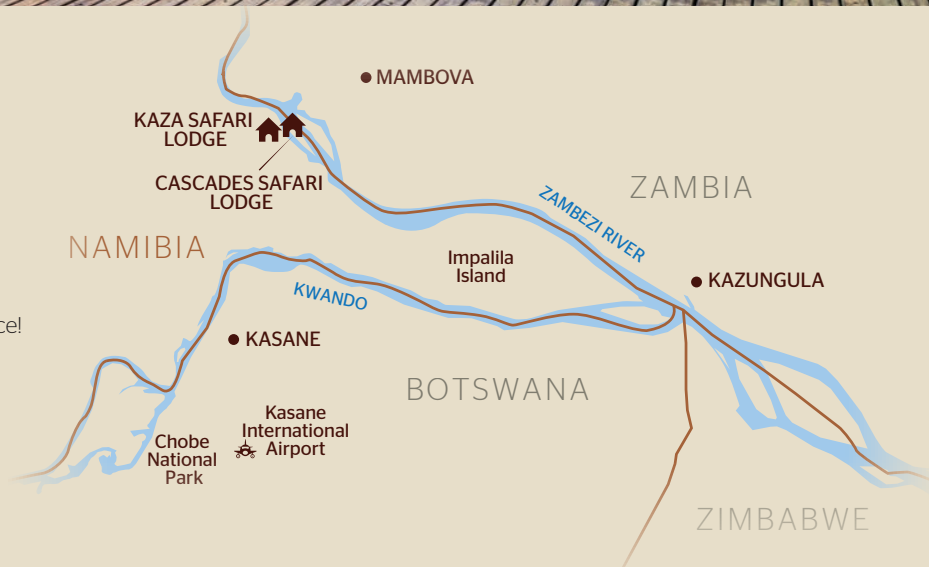 MAMBOVA
KAZA SAFARI
LODGE
CASCADES SAFARI
LODGE
ZAMBIA
ZAMBEZI RIVER
NAMIBIA
Impalila
Island
KWANDO
KAZUNGULA
ce!
KASANE
BOTSWANA
Kasane
International
Airport
Chobe
National
Park
ZIMBABWE